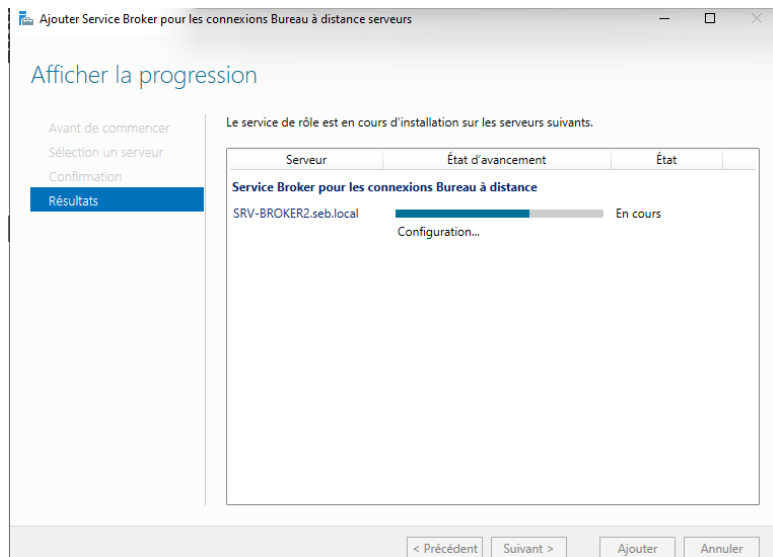 Ajouter Service Broker pour les connexions Bureau à distance serveurs
Afficher la progression
Avant de commencer
Sélection un serveur
Confirmation
Résultats
Le service de rôle est en cours d'installation sur les serveurs suivants.
Serveur État d'avancement État
Service Broker pour les connexions Bureau à distance
SRV-BROKER2.seb.local En cours
Configuration...
< Précédent Suivant > Ajouter Annuler